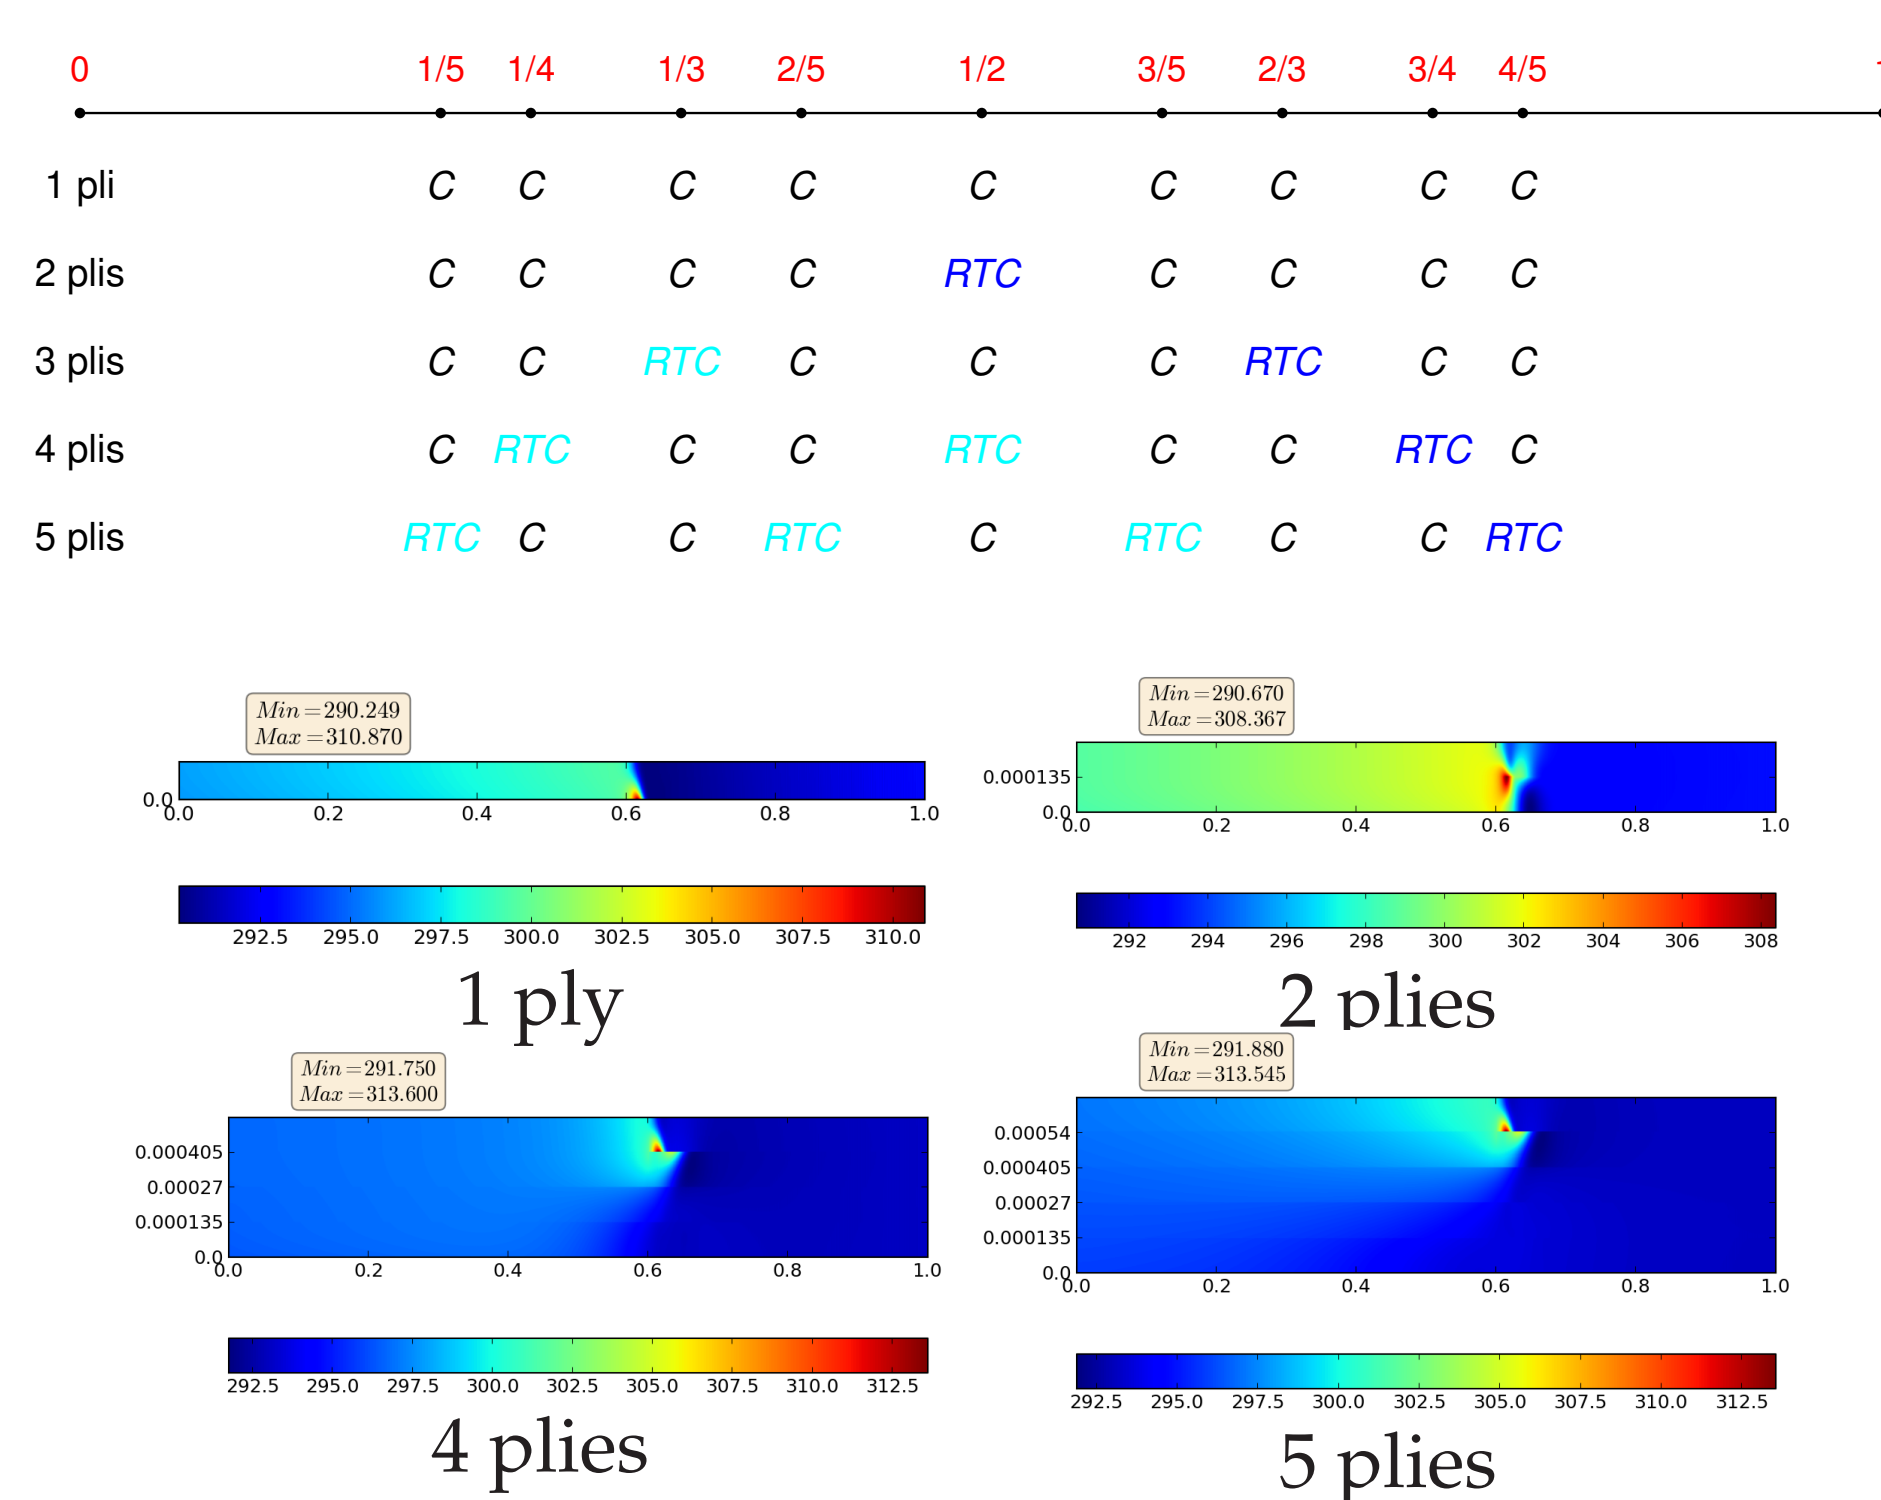 0 1/5 1/4 1/3 2/5 1/2 3/5 2/3 3/4 4/5
1 pli C C C C C C C C C
2 plis C C C C RTC C C C C
3 plis C C RTC C C C RTC C C
4 plis C RTC C C RTC C C RTC C
5 plis RTC C C RTC C RTC C C RTC
Min=290.249
Max=310.870
0.0
0.0 0.2 0.4 0.6 0.8 1.0
292.5 295.0 297.5 300.0 302.5 305.0 307.5 310.0
1 ply
Min=290.670
Max=308.367
0.000135
0.0
0.0 0.2 0.4 0.6 0.8 1.0
292 294 296 298 300 302 304 306 308
2 plies
Min=291.750
Max=313.600
0.000405
0.00027
0.000135
0.0
0.0 0.2 0.4 0.6 0.8 1.0
292.5 295.0 297.5 300.0 302.5 305.0 307.5 310.0 312.5
4 plies
Min=291.880
Max=313.545
0.00054
0.000405
0.00027
0.000135
0.0
0.0 0.2 0.4 0.6 0.8 1.0
292.5 295.0 297.5 300.0 302.5 305.0 307.5 310.0 312.5
5 plies